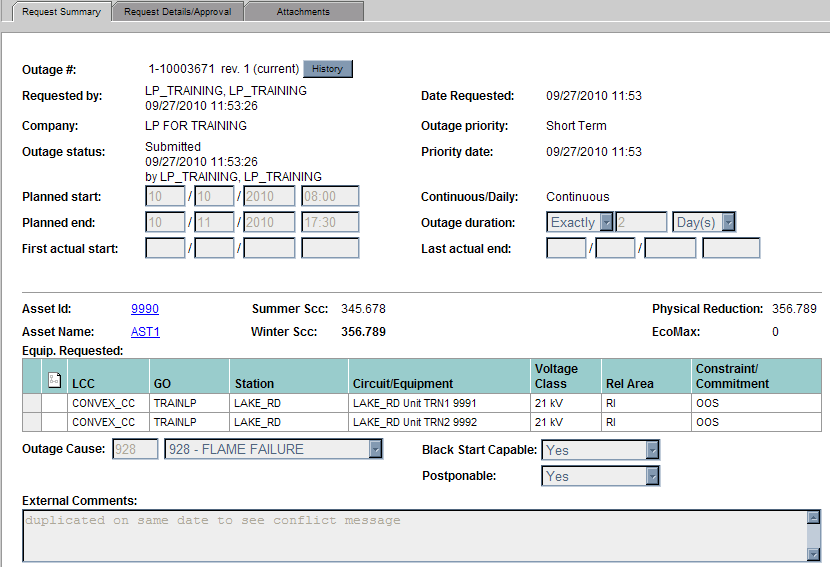 Request Summary Request Details/Approval Attachments
Outage #: 1-10003671 rev. 1 (current) History
Requested by: LP_TRAINING, LP_TRAINING
09/27/2010 11:53:26
Date Requested: 09/27/2010 11:53
Company: LP FOR TRAINING
Outage priority: Short Term
Outage status: Submitted
09/27/2010 11:53:26
by LP_TRAINING, LP_TRAINING
Priority date: 09/27/2010 11:53
Planned start: 10 / 10 / 2010 08:00
Continuous/Daily: Continuous
Planned end: 10 / 11 / 2010 17:30
Outage duration: Exactly 2 Day(s)
First actual start: / /
Last actual end: / /
Asset Id: 9990 Summer Scc: 345.678 Physical Reduction: 356.789
Asset Name: AST1 Winter Scc: 356.789 EcoMax: 0
Equip. Requested:
LCC GO Station Circuit/Equipment Voltage Class Rel Area Constraint/ Commitment
CONVEX_CC TRAINLP LAKE_RD LAKE_RD Unit TRN1 9991 21 kV RI OOS
CONVEX_CC TRAINLP LAKE_RD LAKE_RD Unit TRN2 9992 21 kV RI OOS
Outage Cause: 928 928 - FLAME FAILURE Black Start Capable: Yes
Postponable: Yes
External Comments:
duplicated on same date to see conflict message